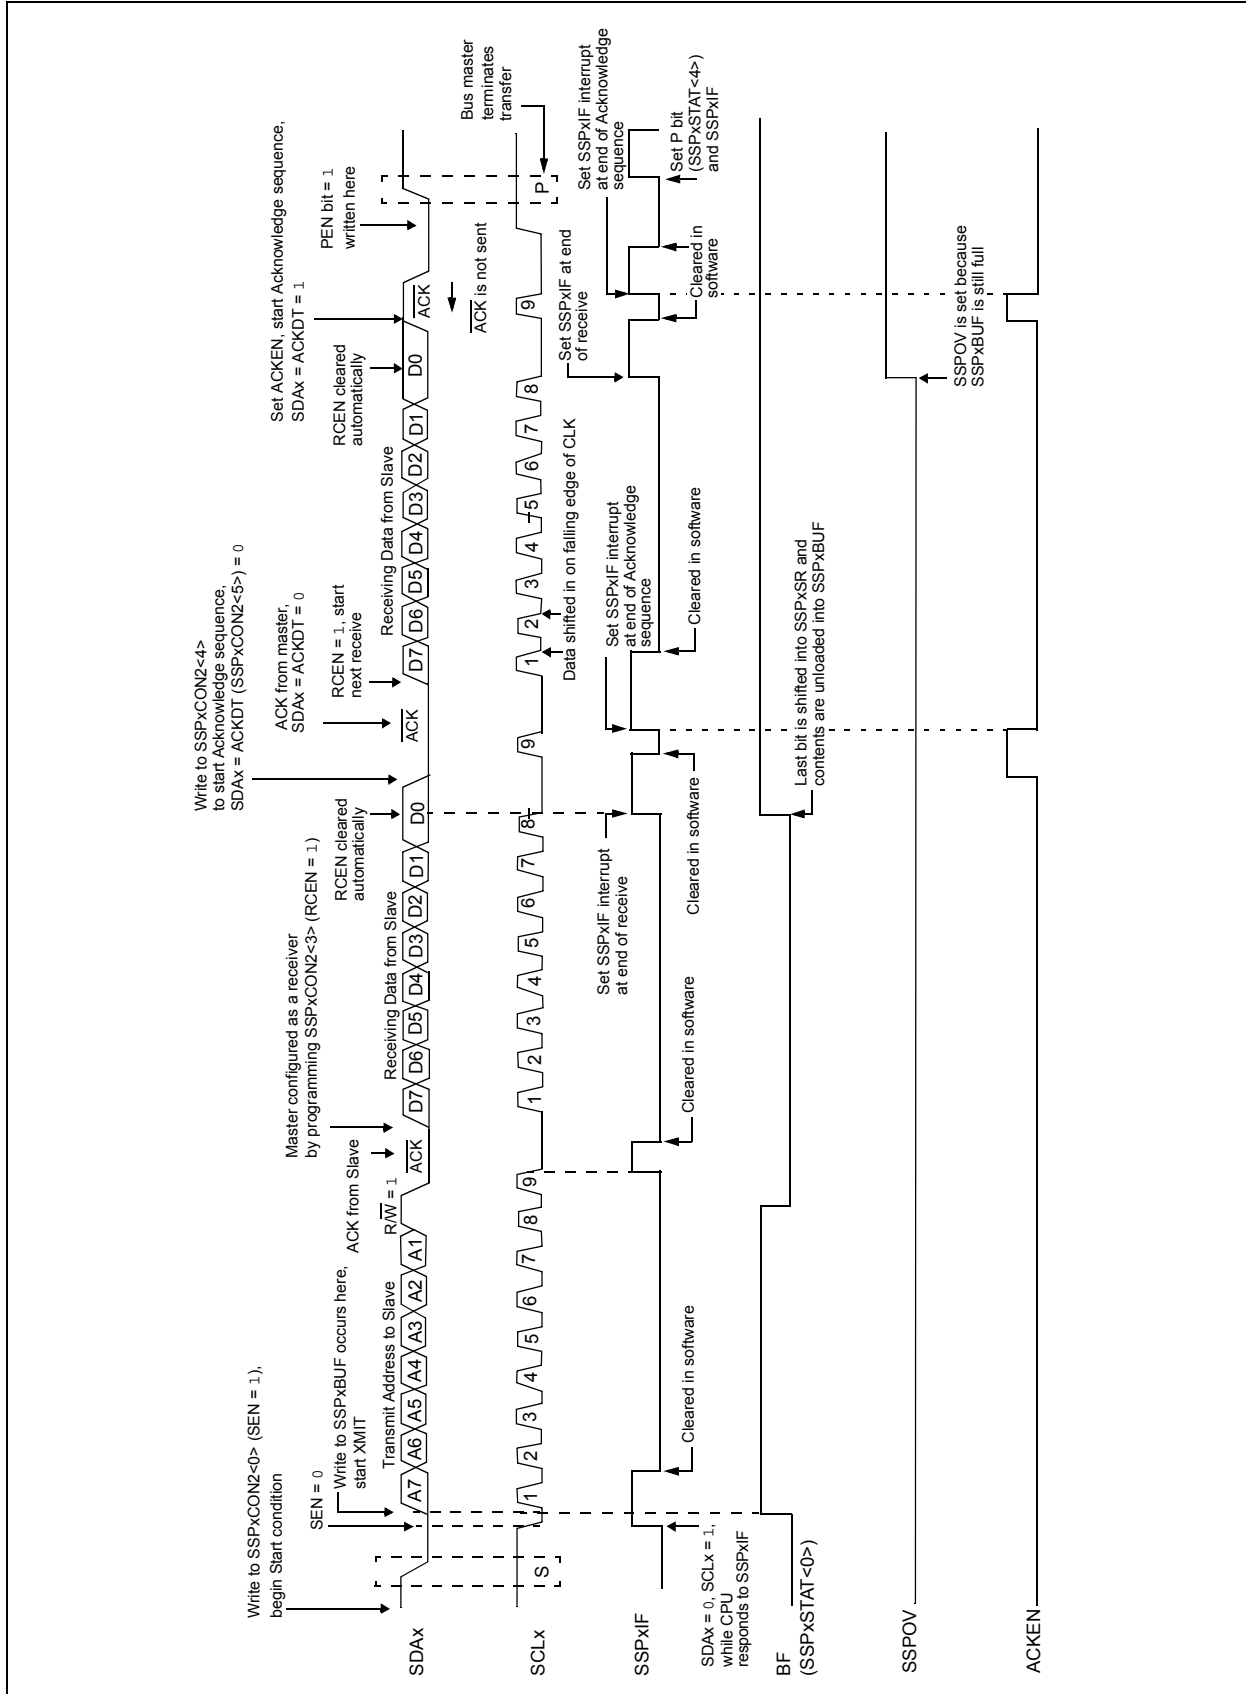 Write to SSPxCON2<0> (SEN = 1),
begin Start condition
SEN = 0
Write to SSPxBUF occurs here,
start XMIT
ACK from Slave
Master configured as a receiver
by programming SSPxCON2<3> (RCEN = 1)
RCEN cleared
automatically
Write to SSPxCON2<4>
to start Acknowledge sequence,
SDAx = ACKDT (SSPxCON2<5>) = 0
ACK from master,
SDAx = ACKDT = 0
RCEN = 1, start
next receive
RCEN cleared
automatically
Set ACKEN, start Acknowledge sequence,
SDAx = ACKDT = 1
PEN bit = 1
written here
Transmit Address to Slave
R/W = 1
Receiving Data from Slave
Receiving Data from Slave
SDAx
A7 A6 A5 A4 A3 A2 A1
ACK
D7 D6 D5 D4 D3 D2 D1 D0
ACK
D7 D6 D5 D4 D3 D2 D1 D0
ACK
ACK is not sent
Bus master
terminates
transfer
SCLx
S
1 2 3 4 5 6 7 8 9
1 2 3 4 5 6 7 8 9
1 2 3 4 5 6 7 8 9
P
Data shifted in on falling edge of CLK
Set SSPxIF interrupt
at end of receive
Set SSPxIF interrupt
at end of Acknowledge
sequence
Set SSPxIF at end
of receive
Set SSPxIF interrupt
at end of Acknowledge
sequence
SSPxIF
SDAx = 0, SCLx = 1,
while CPU
responds to SSPxIF
Cleared in software
Cleared in software
Cleared in software
Cleared in software
Cleared in
software
Set P bit
(SSPxSTAT<4>)
and SSPxIF
BF
(SSPxSTAT<0>)
Last bit is shifted into SSPxSR and
contents are unloaded into SSPxBUF
SSPOV
SSPOV is set because
SSPxBUF is still full
ACKEN